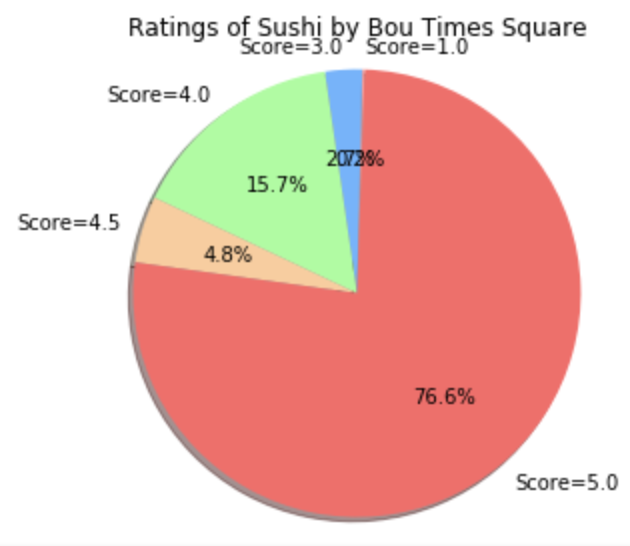 Ratings of Sushi by Bou Times Square
Score=3.0 Score=1.0
Score=4.0
15.7%
Score=4.5
4.8%
76.6%
Score=5.0